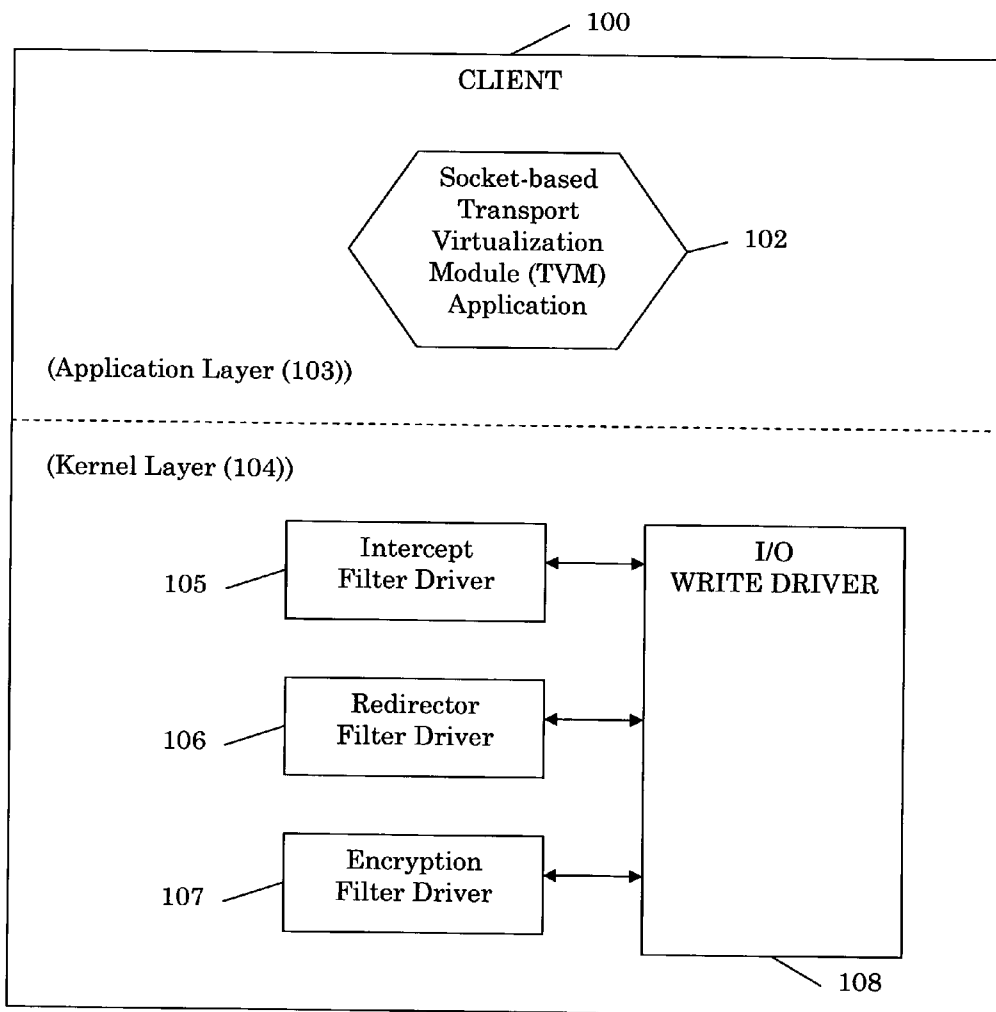 100
CLIENT
Socket-based
Transport
Virtualization
Module (TVM)
Application
102
(Application Layer (103))
(Kernel Layer (104))
Intercept
Filter Driver
105
I/O
WRITE DRIVER
Redirector
Filter Driver
106
Encryption
Filter Driver
107
108